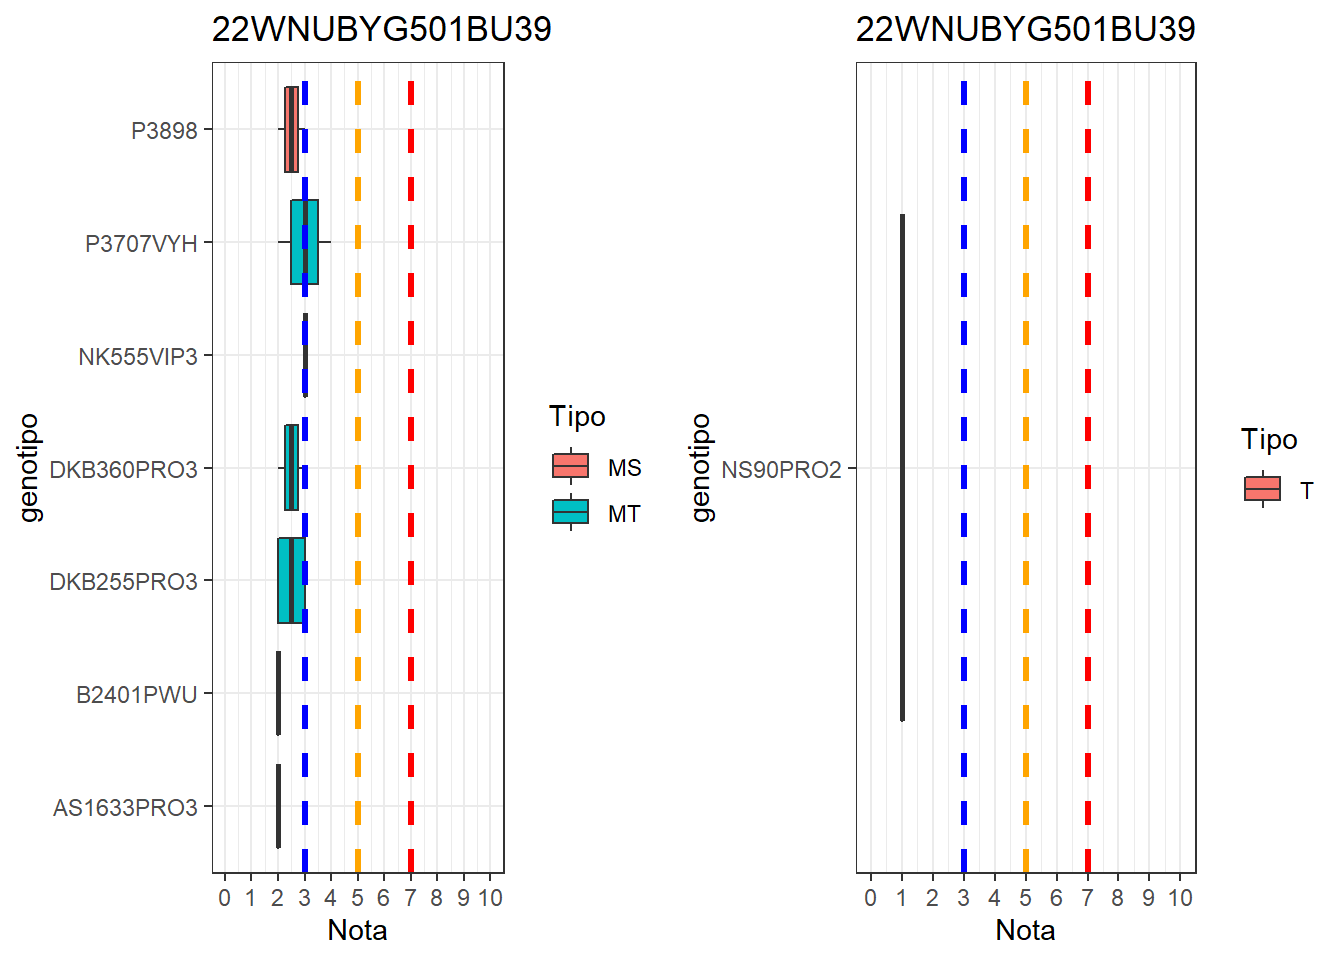 22WNUBYG501BU39
genotipo
P3898
P3707VYH
NK555VIP3
DKB360PRO3
DKB255PRO3
B2401PWU
AS1633PRO3
0 1 2 3 4 5 6 7 8 9 10
Nota
Tipo
MS
MT
22WNUBYG501BU39
genotipo
NS90PRO2
0 1 2 3 4 5 6 7 8 9 10
Nota
Tipo
T